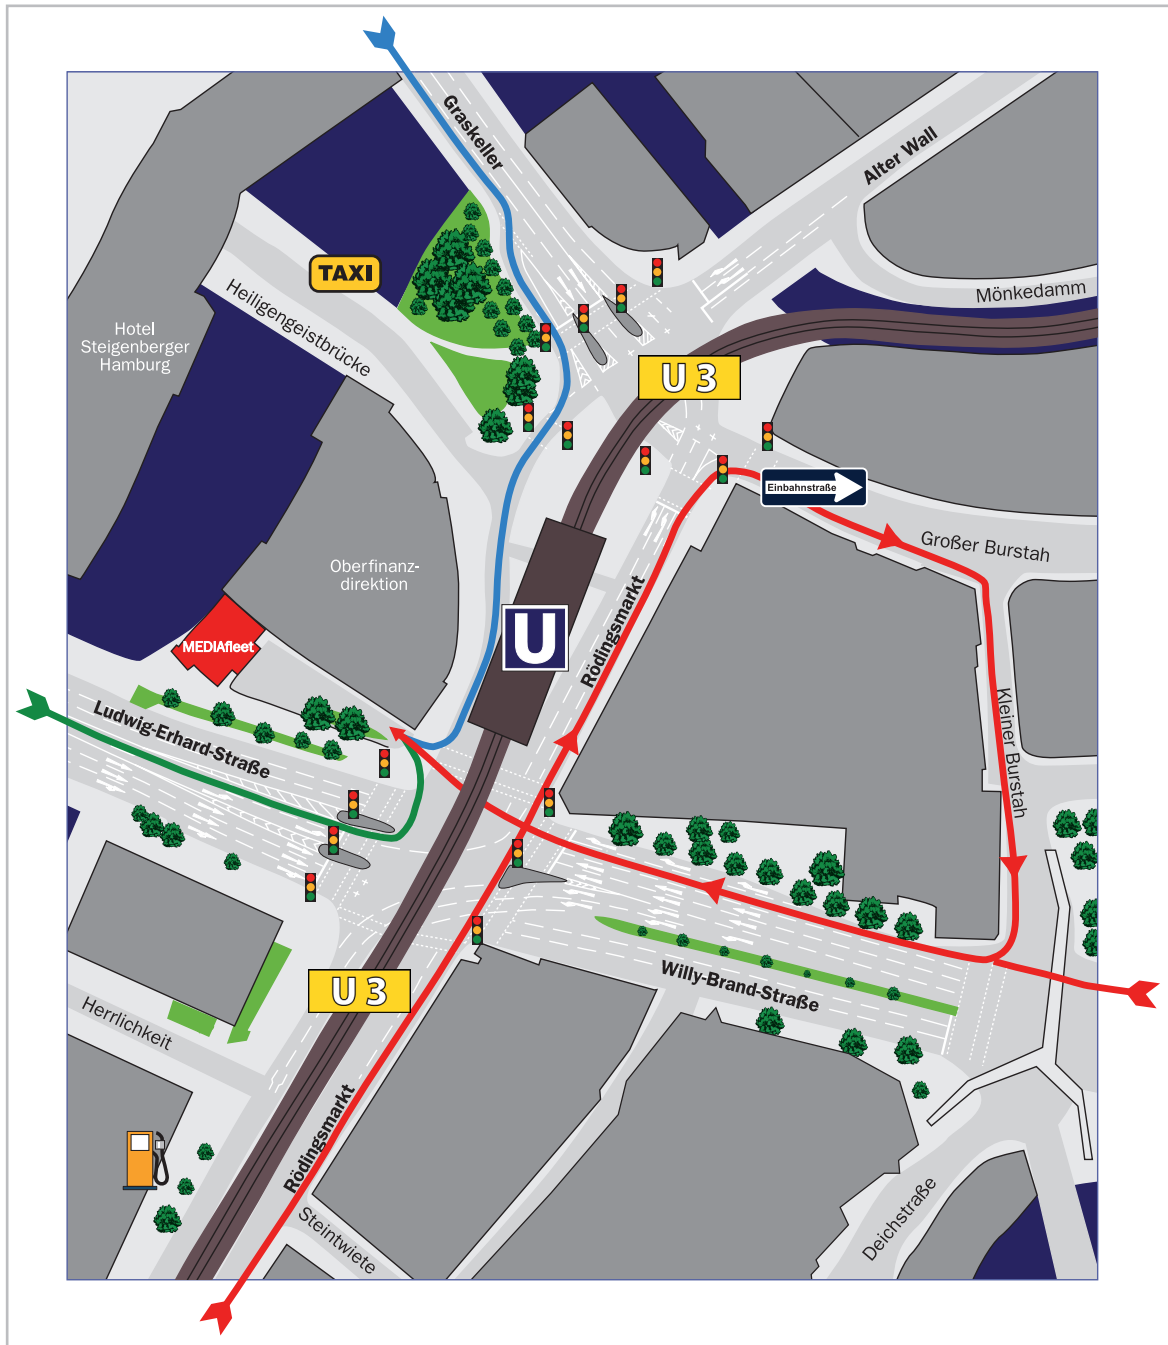 Graskeller
Alter Wall
TAXI
Mönkedamm
Heiligengeistbrücke
Hotel
Steigenberger
Hamburg
U 3
Einbahnstraße
Großer Burstah
Oberfinanz-
direktion
Rödingsmarkt
U
MEDIAfleet
Ludwig-Erhard-Straße
Kleiner Burstah
Willy-Brand-Straße
U 3
Herrlichkeit
Rödingsmarkt
Steintwiete
Deichstraße